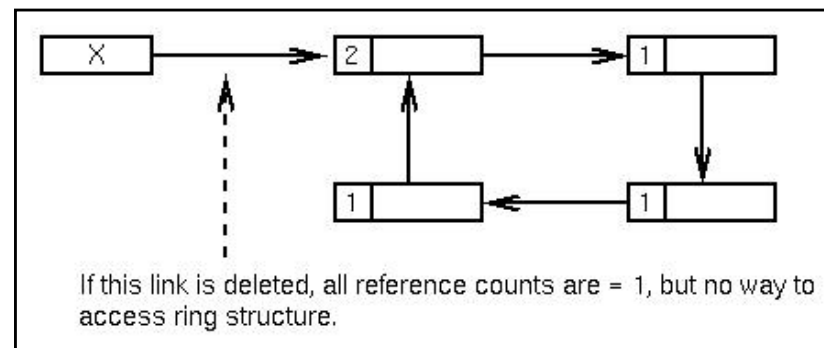 X
2
1
1
1
If this link is deleted, all reference counts are = 1, but no way to
access ring structure.